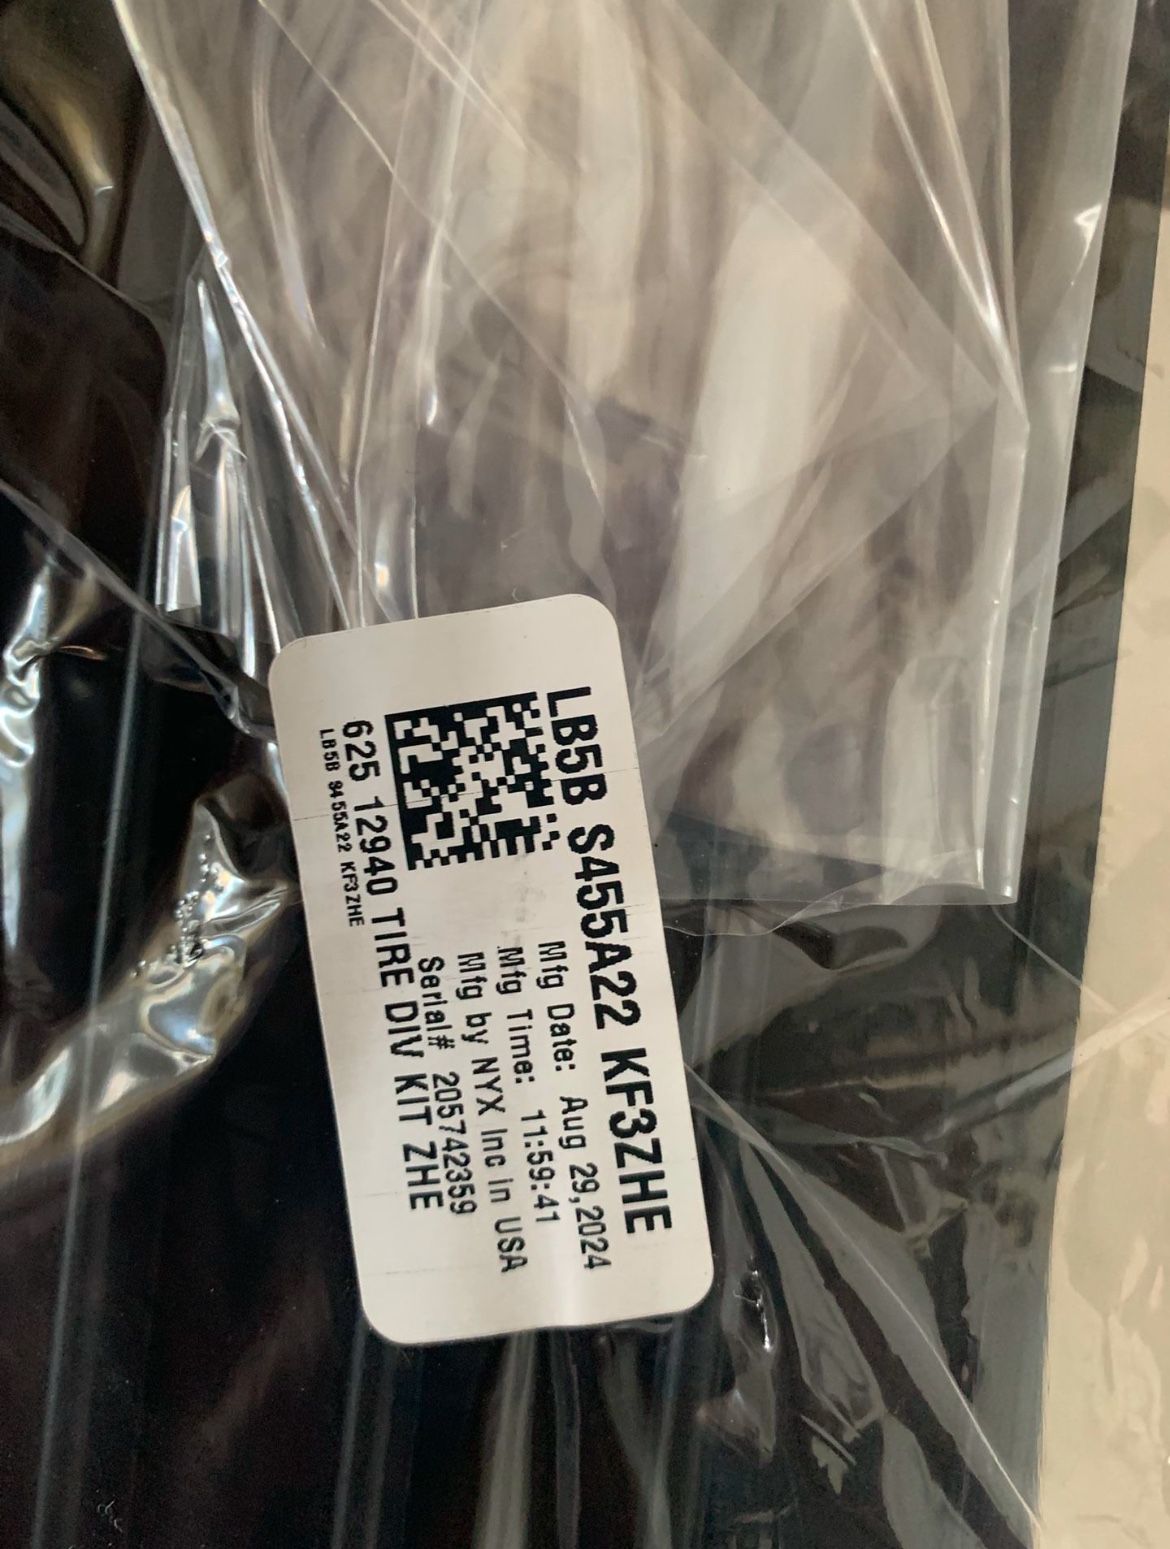 LB5B S455A22 KF3ZHE
Mfg Date: Aug 29,2024
Mfg Time: 11:59:41
Mfg by NYX Inc in USA
Serial# 205742359
625 12940 TIRE DIV KIT ZHE
LB5B S455A22 KF3ZHE